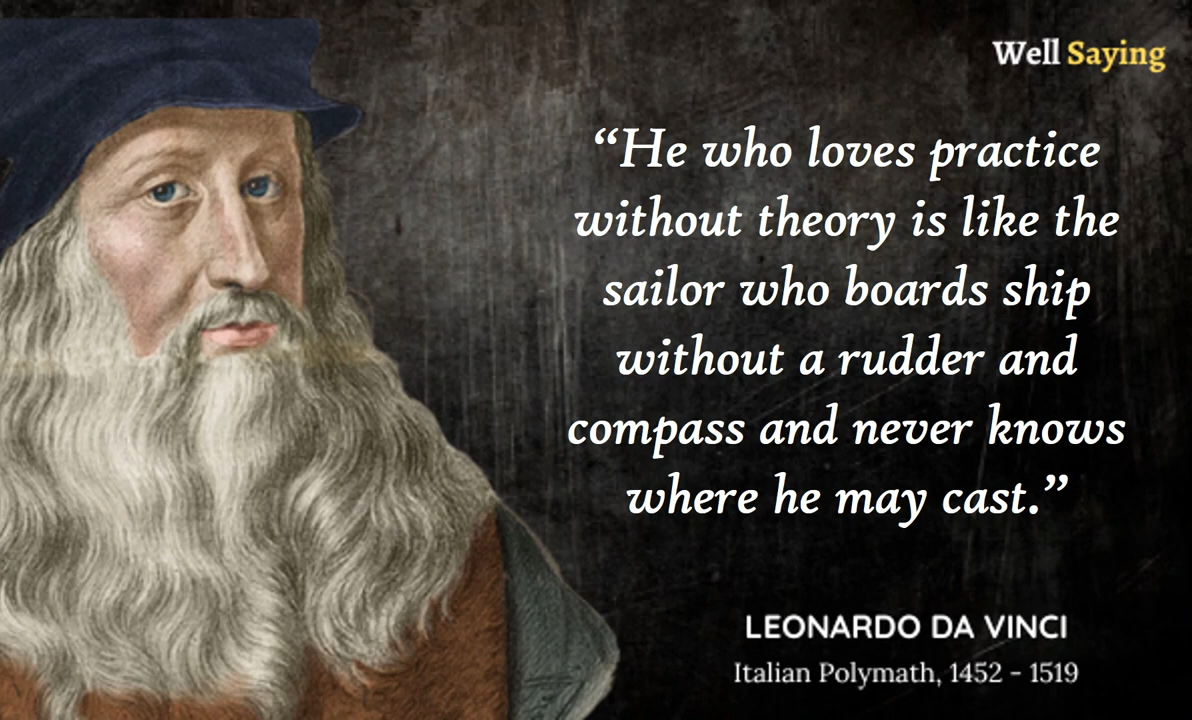 Well Saying
“He who loves practice
without theory is like the
sailor who boards ship
without a rudder and
compass and never knows
where he may cast.”
LEONARDO DA VINCI
Italian Polymath, 1452 - 1519